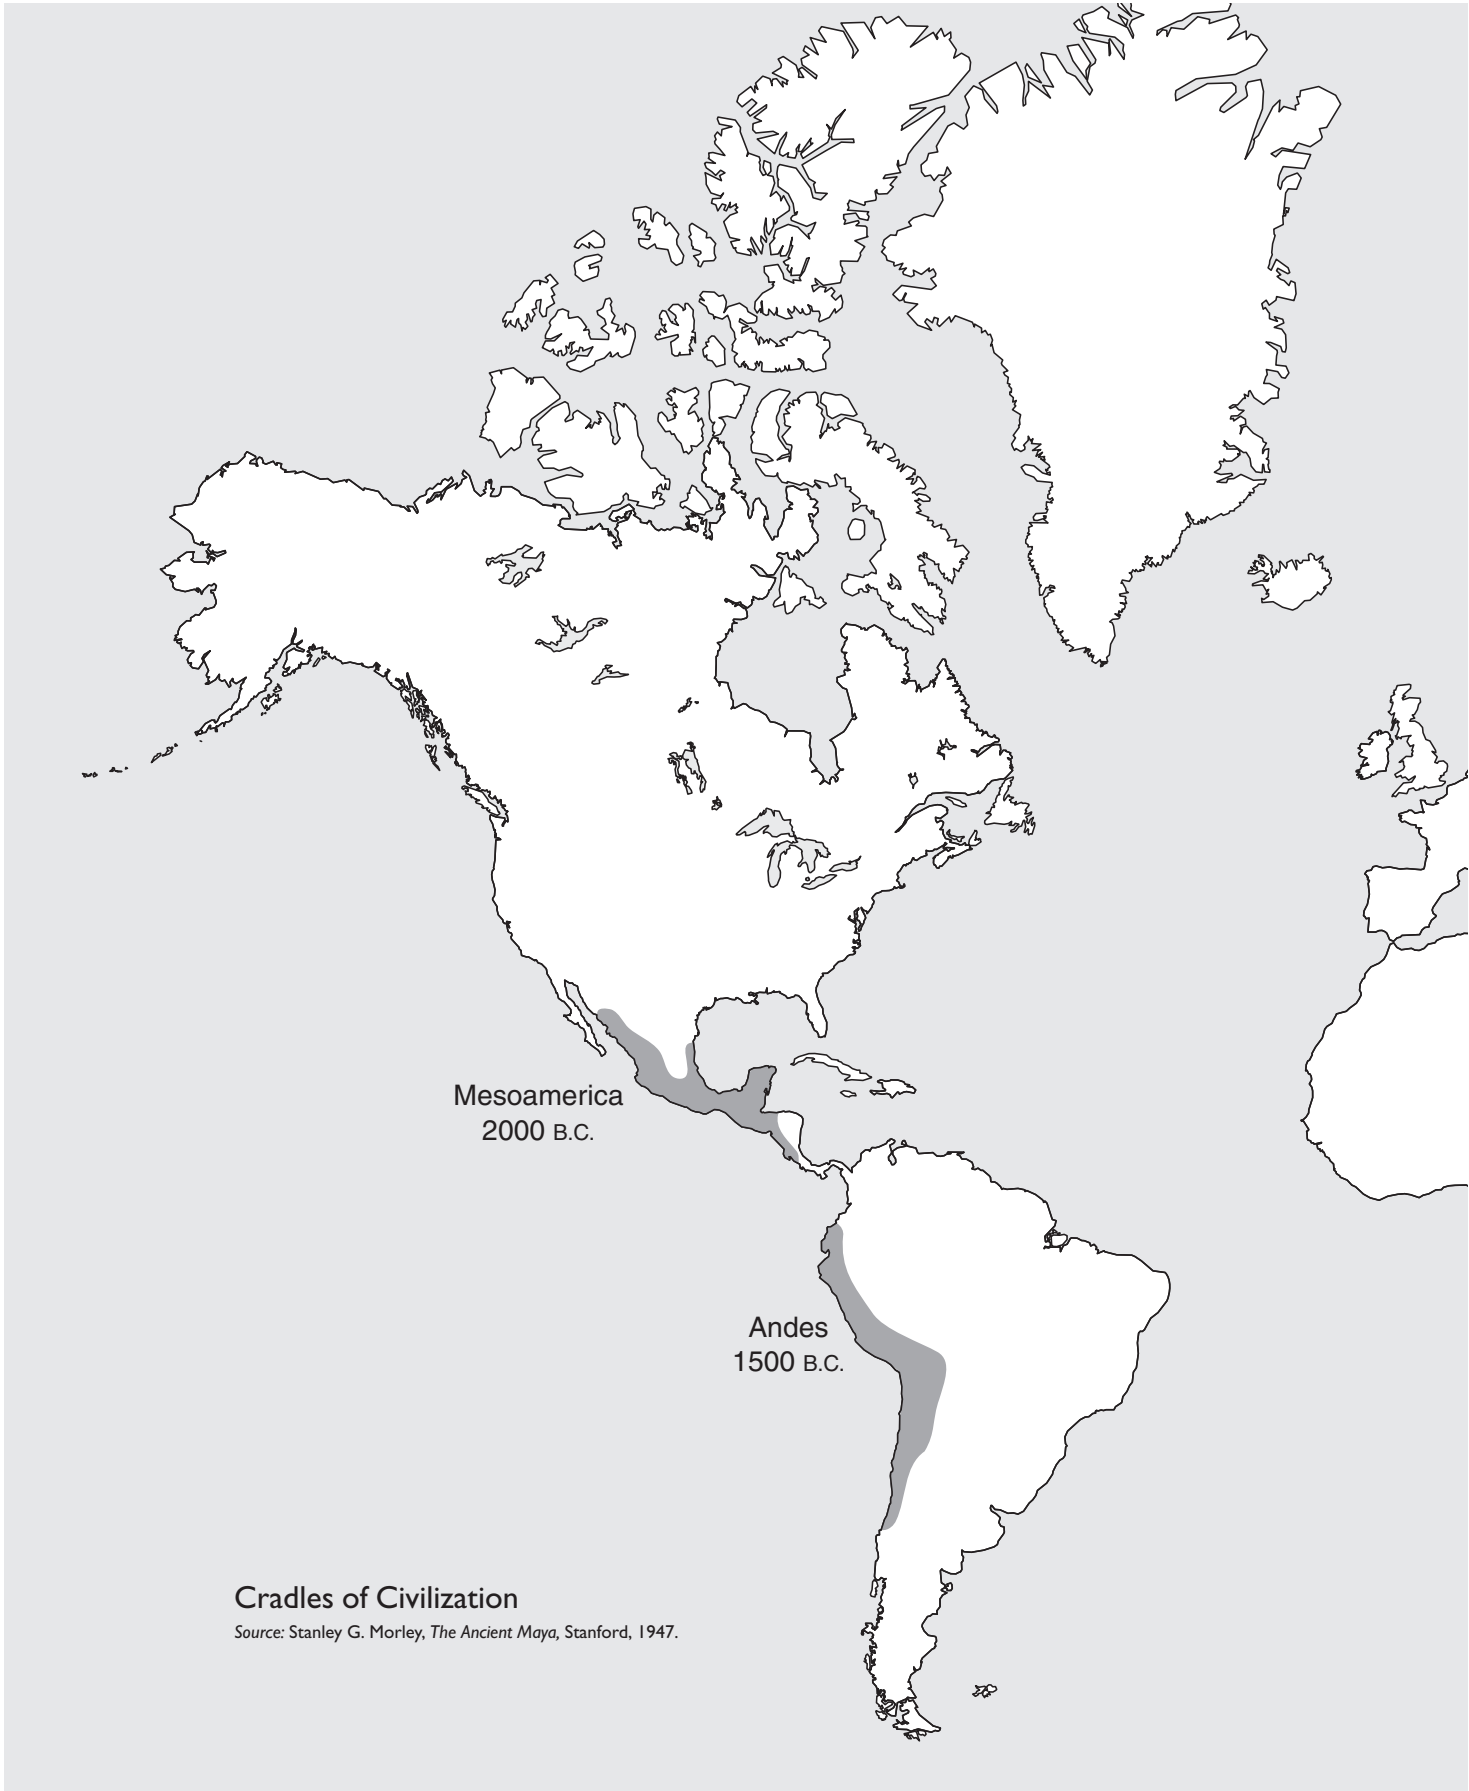 Mesoamerica
2000 B.C.
Andes
1500 B.C.
Cradles of Civilization
Source: Stanley G. Morley, The Ancient Maya, Stanford, 1947.